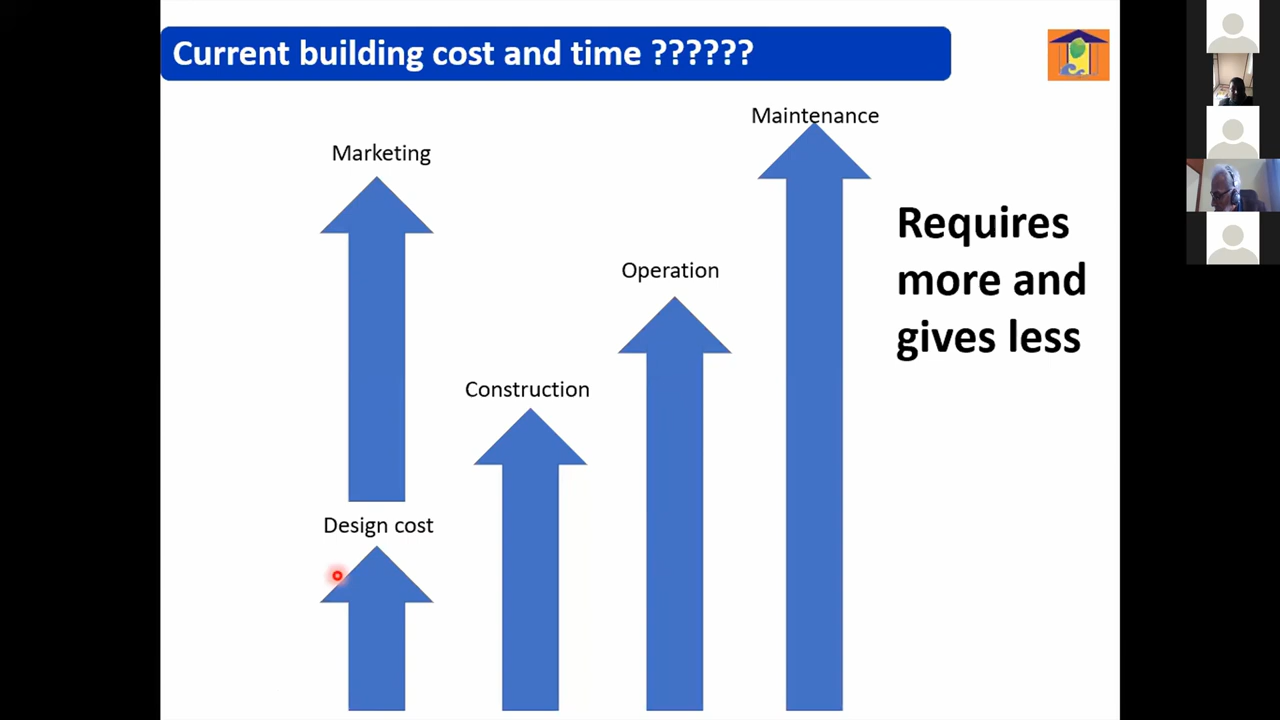 Current building cost and time ??????
Maintenance
Marketing
Requires
more and
gives less
Operation
Construction
Design cost